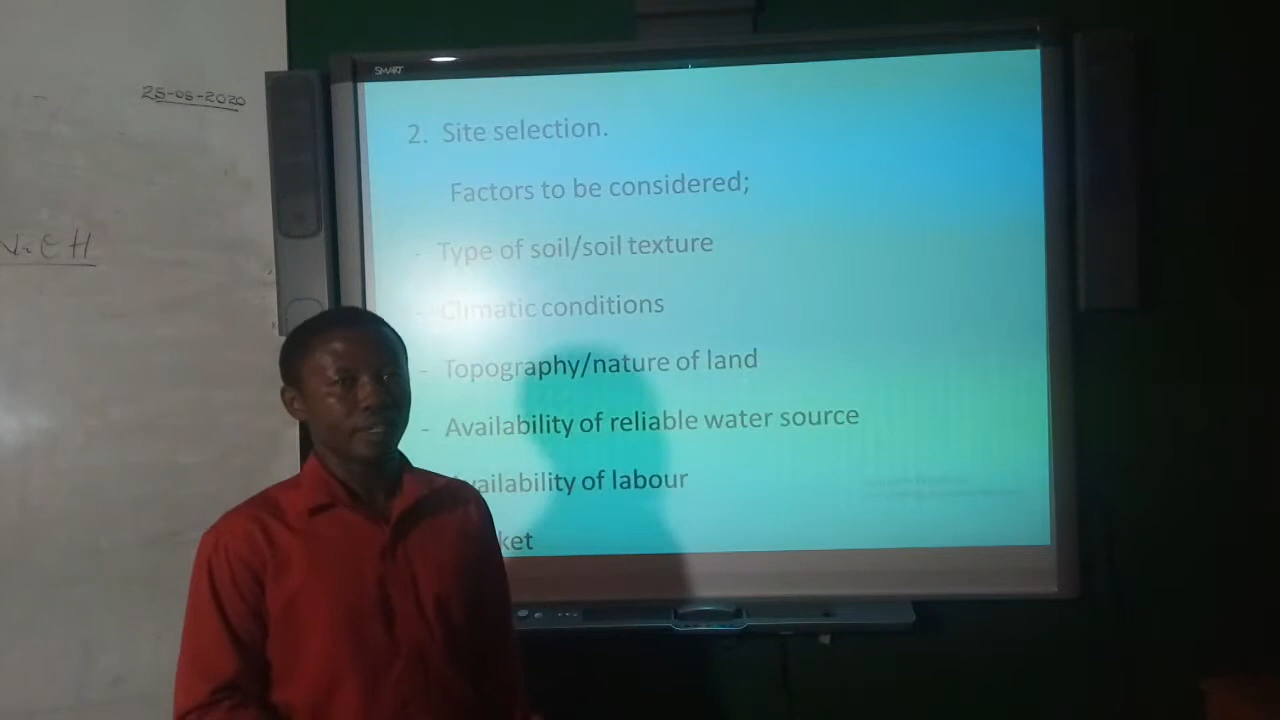 25-05-2020
SMART
2. Site selection.
Factors to be considered;
- Type of soil/soil texture
- Climatic conditions
- Topography/nature of land
- Availability of reliable water source
Availability of labour
ket